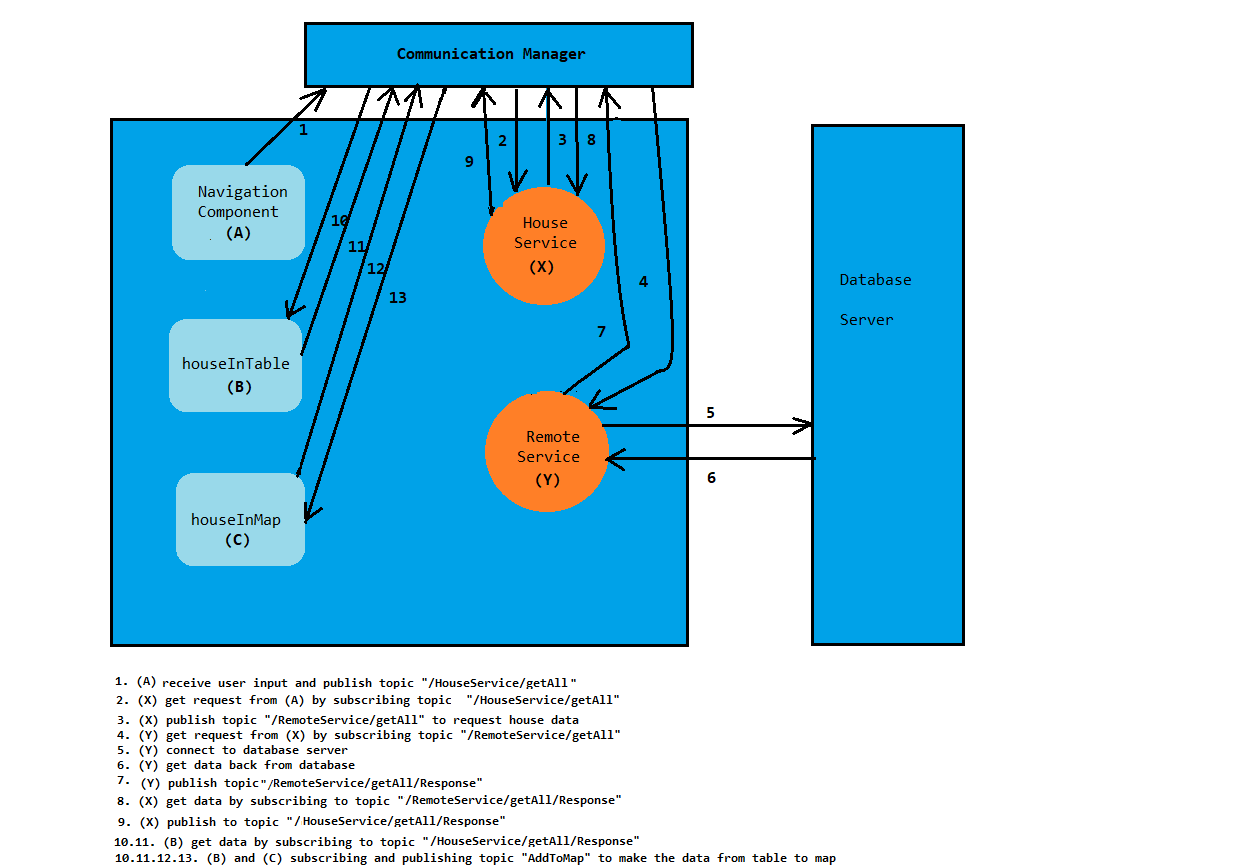 Communication Manager
1
2
3
8
9
Navigation
Component
(A)
House
Service
(X)
10
11
12
13
4
7
Database
Server
houseInTable
(B)
Remote
Service
(Y)
5
6
houseInMap
(C)
1. (A) receive user input and publish topic "/HouseService/getAll"
2. (X) get request from (A) by subscribing topic "/HouseService/getAll"
3. (X) publish topic "/RemoteService/getAll" to request house data
4. (Y) get request from (X) by subscribing topic "/RemoteService/getAll"
5. (Y) connect to database server
6. (Y) get data back from database
7. (Y) publish topic"/RemoteService/getAll/Response"
8. (X) get data by subscribing to topic "/RemoteService/getAll/Response"
9. (X) publish to topic "/HouseService/getAll/Response"
10.11. (B) get data by subscribing to topic "/HouseService/getAll/Response"
10.11.12.13. (B) and (C) subscribing and publishing topic "AddToMap" to make the data from table to map